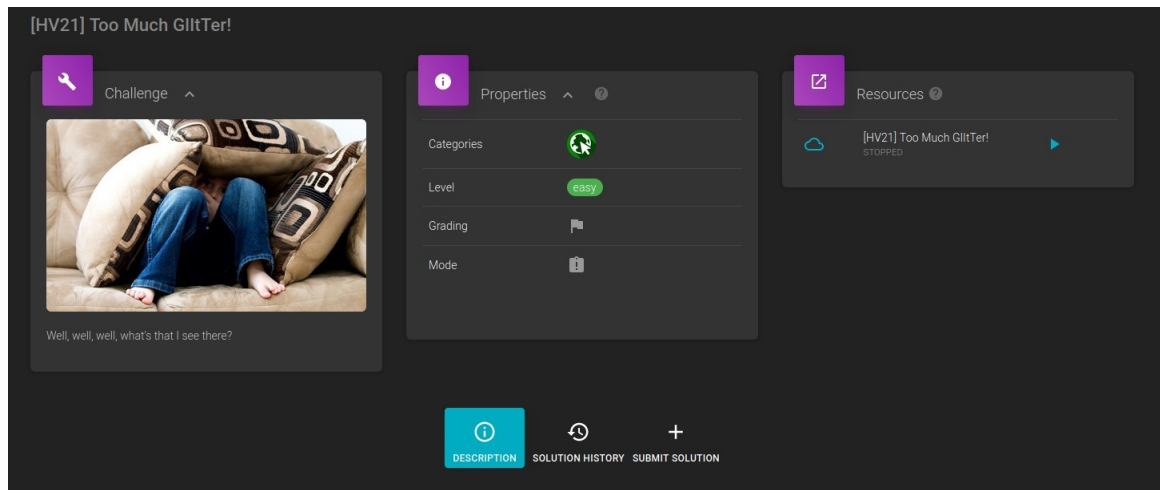 [HV21] Too Much GlItTer!
Challenge
Properties
Resources
Categories
[HV21] Too Much GlItTer!
STOPPED
Level
easy
Grading
Mode
Well, well, well, what's that I see there?
DESCRIPTION
SOLUTION HISTORY
SUBMIT SOLUTION